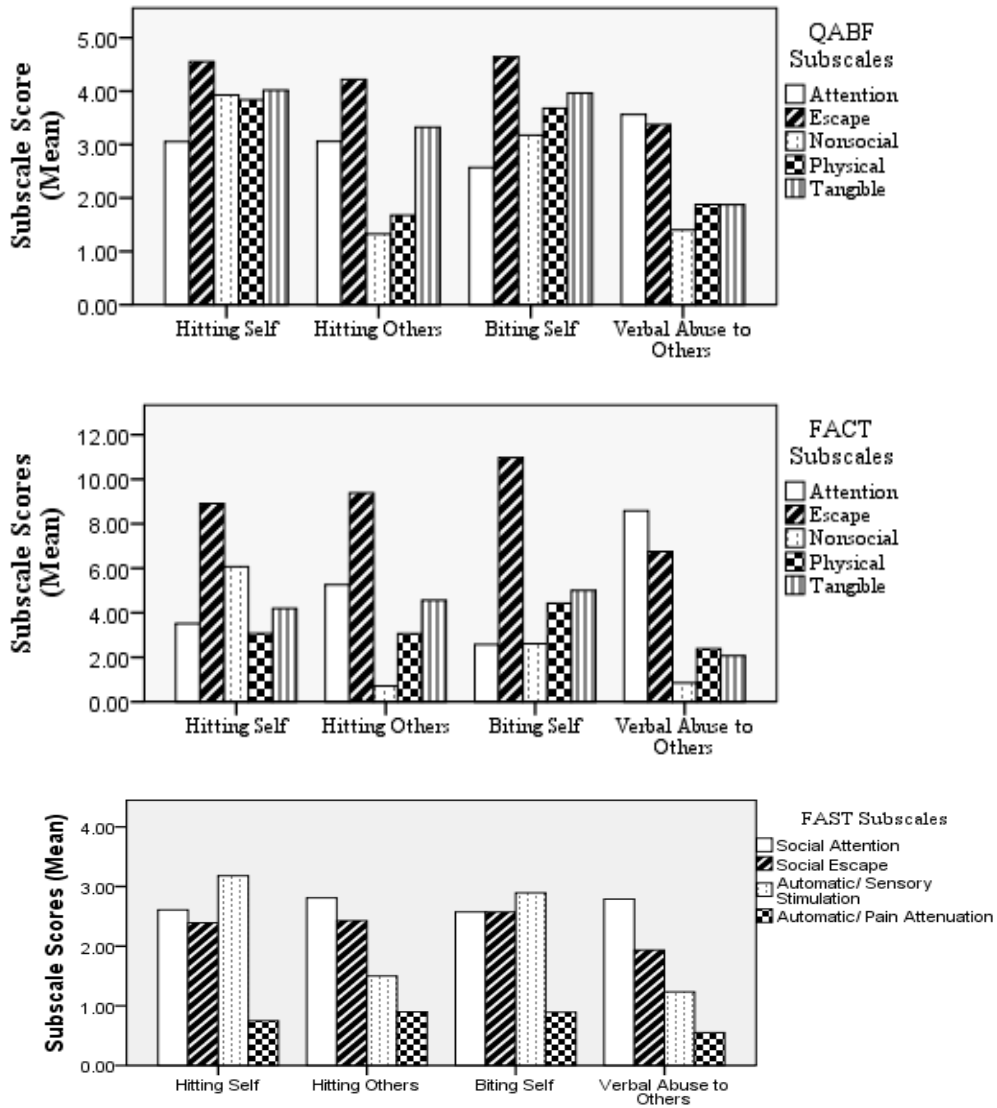 QABF
Subscales
Attention
Escape
Nonsocial
Physical
Tangible
Subscale Score
(Mean)
5.00
4.00
3.00
2.00
1.00
0.00
Hitting Self
Hitting Others
Biting Self
Verbal Abuse to
Others
FACT
Subscales
Attention
Escape
Nonsocial
Physical
Tangible
Subscale Scores
(Mean)
12.00
10.00
8.00
6.00
4.00
2.00
0.00
Hitting Self
Hitting Others
Biting Self
Verbal Abuse to
Others
FAST Subscales
Social Attention
Social Escape
Automatic/ Sensory
Stimulation
Automatic/ Pain Attenuation
Subscale Scores (Mean)
4.00
3.00
2.00
1.00
0.00
Hitting Self
Hitting Others
Biting Self
Verbal Abuse to
Others